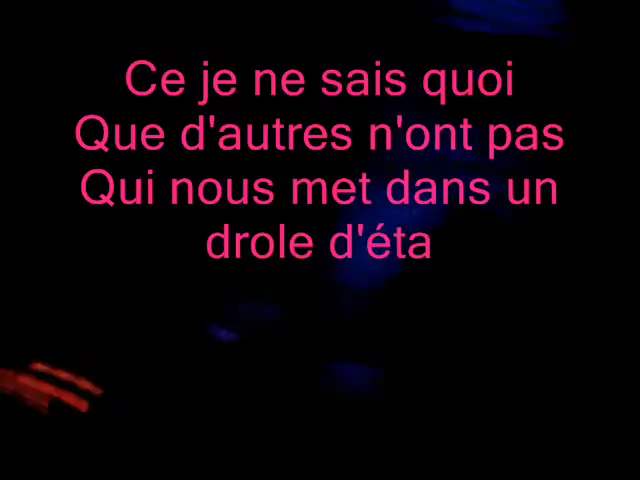 Ce je ne sais quoi
Que d'autres n'ont pas
Qui nous met dans un
drole d'éta